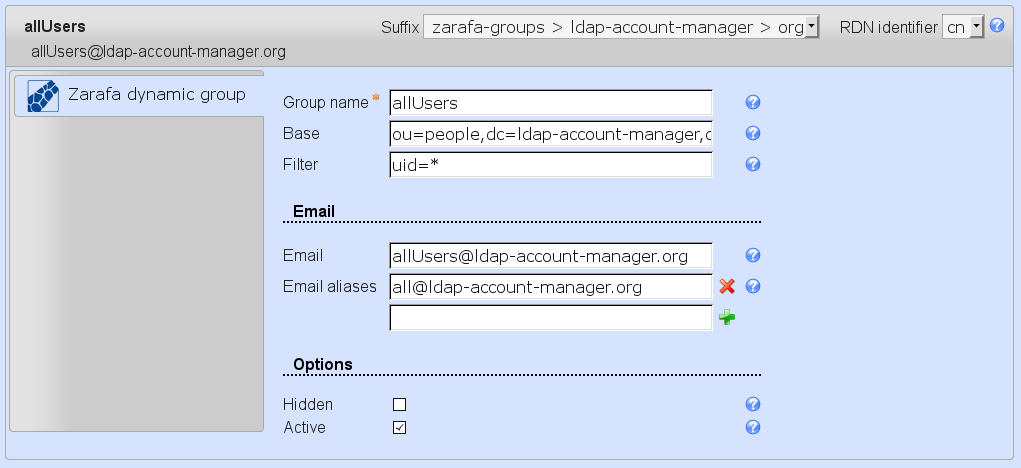 allUsers
Suffix zarafa-groups > ldap-account-manager > org RDN identifier cn
allUsers@ldap-account-manager.org
Zarafa dynamic group
Group name* allUsers
Base ou=people,dc=ldap-account-manager,c
Filter uid=*
Email
Email allUsers@ldap-account-manager.org
Email aliases all@ldap-account-manager.org
Options
Hidden
Active